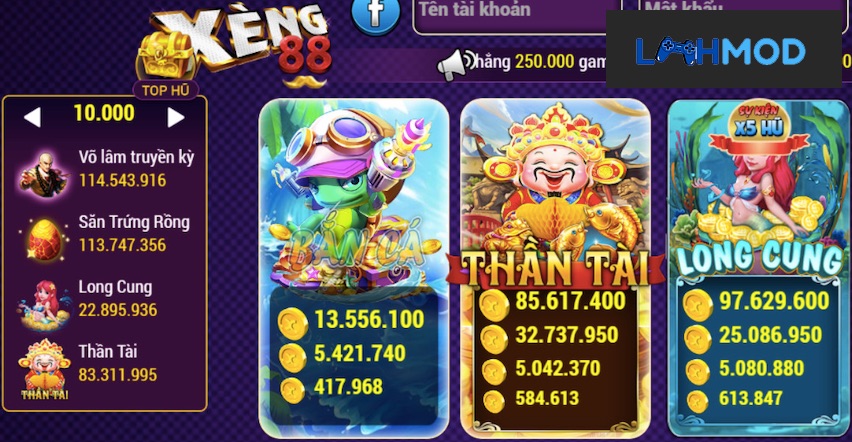 XÈNG
88
TOP HŨ
10.000
Võ lâm truyền kỳ
114.543.916
Săn Trứng Rồng
113.747.356
Long Cung
22.895.936
Thần Tài
83.311.995
THẦN TÀI
f
Tên tài khoản
Mật khẩu
LMHMOD
hắng 250.000 gam
BẮN CÁ
13.556.100
5.421.740
417.968
THẦN TÀI
85.617.400
32.737.950
5.042.370
584.613
SỰ KIỆN
X5 HŨ
LONG CUNG
97.629.600
25.086.950
5.080.880
613.847